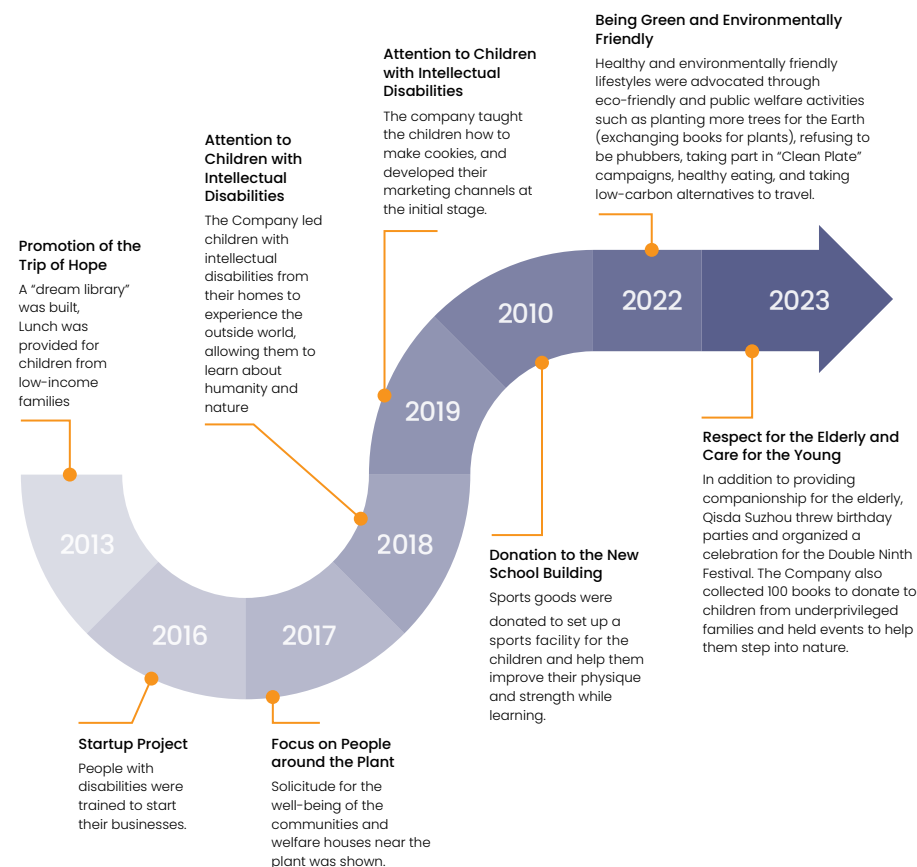 Promotion of the
Trip of Hope
A “dream library”
was built,
Lunch was
provided for
children from
low-income
families
2013
2016
Startup Project
People with
disabilities were
trained to start
their businesses.
2017
Focus on People
around the Plant
Solicitude for the
well-being of the
communities and
welfare houses near the
plant was shown.
Attention to
Children with
Intellectual
Disabilities
The Company led
children with
intellectual
disabilities from
their homes to
experience the
outside world,
allowing them to
learn about
humanity and
nature
2018
Attention to Children
with Intellectual
Disabilities
The company taught
the children how to
make cookies, and
developed their
marketing channels at
the initial stage.
2019
2010
Donation to the New
School Building
Sports goods were
donated to set up a
sports facility for the
children and help them
improve their physique
and strength while
learning.
Being Green and Environmentally
Friendly
Healthy and environmentally friendly
lifestyles were advocated through
eco-friendly and public welfare activities
such as planting more trees for the Earth
(exchanging books for plants), refusing to
be phubbers, taking part in “Clean Plate”
campaigns, healthy eating, and taking
low-carbon alternatives to travel.
2022
2023
Respect for the Elderly and
Care for the Young
In addition to providing
companionship for the elderly,
Qisda Suzhou threw birthday
parties and organized a
celebration for the Double Ninth
Festival. The Company also
collected 100 books to donate to
children from underprivileged
families and held events to help
them step into nature.